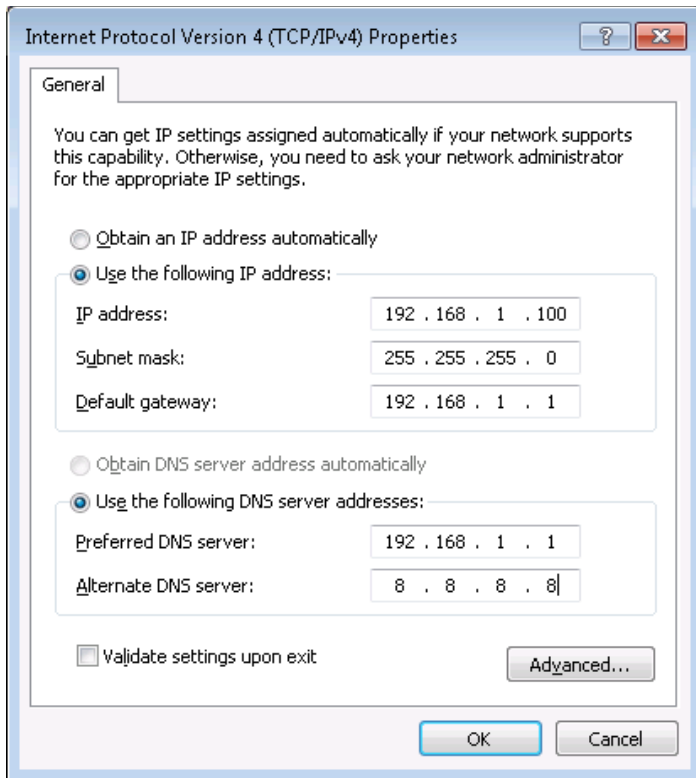 Internet Protocol Version 4 (TCP/IPv4) Properties
General
You can get IP settings assigned automatically if your network supports
this capability. Otherwise, you need to ask your network administrator
for the appropriate IP settings.
Obtain an IP address automatically
Use the following IP address:
IP address: 192 . 168 . 1 . 100
Subnet mask: 255 . 255 . 255 . 0
Default gateway: 192 . 168 . 1 . 1
Obtain DNS server address automatically
Use the following DNS server addresses:
Preferred DNS server: 192 . 168 . 1 . 1
Alternate DNS server: 8 . 8 . 8 . 8
Validate settings upon exit
Advanced...
OK Cancel